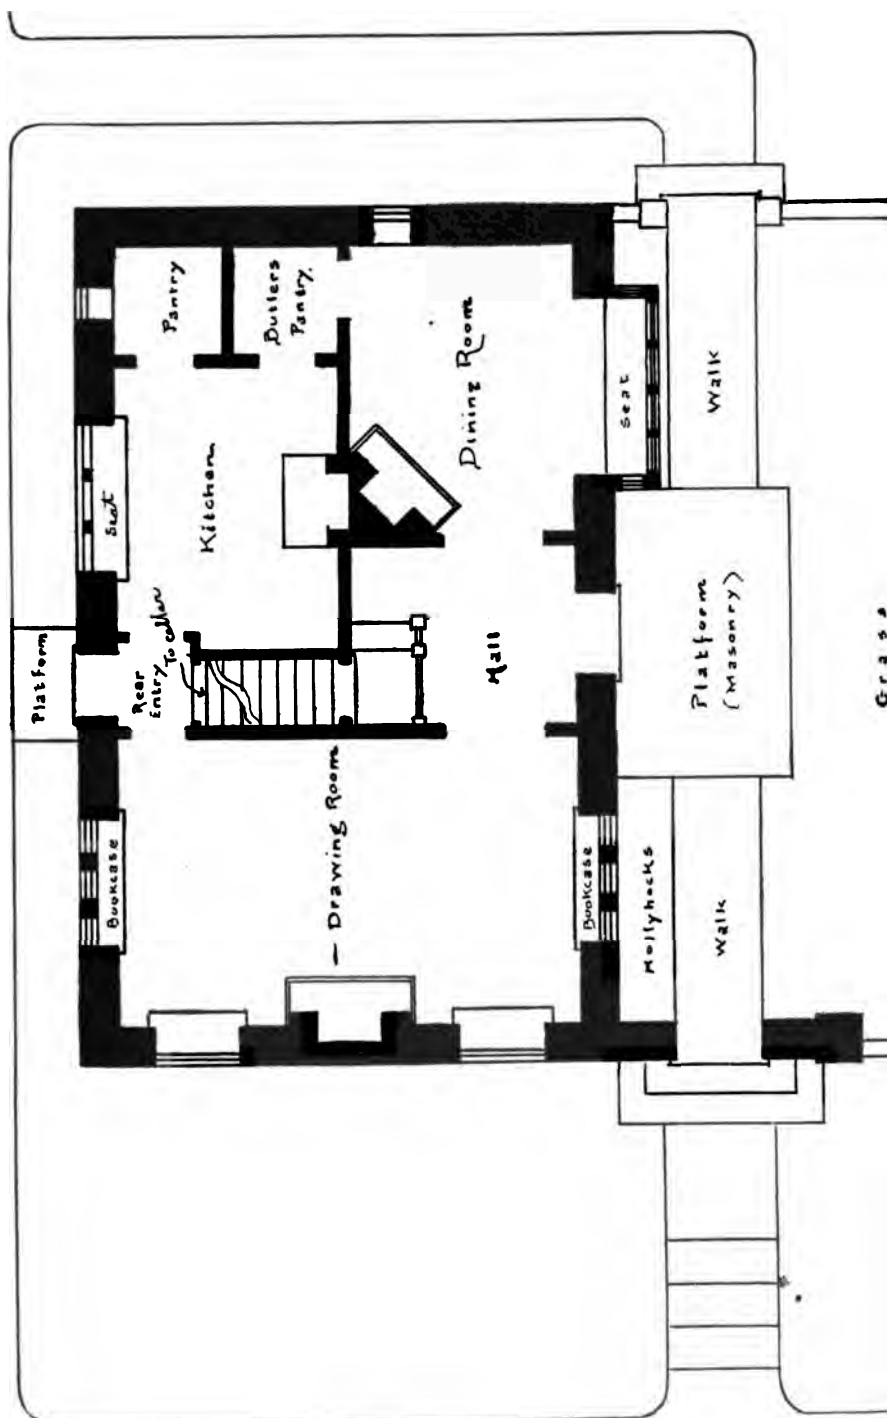 Pantry
Butlers
Pantry.
Dining Room
Seat
Walk
Seat
Kitchen
Platform
Rear
Entry
To cellar
Hall
Platform
(Masonry)
Grass
Bookcase
— Drawing Room
Bookcase
Hollyhocks
Walk